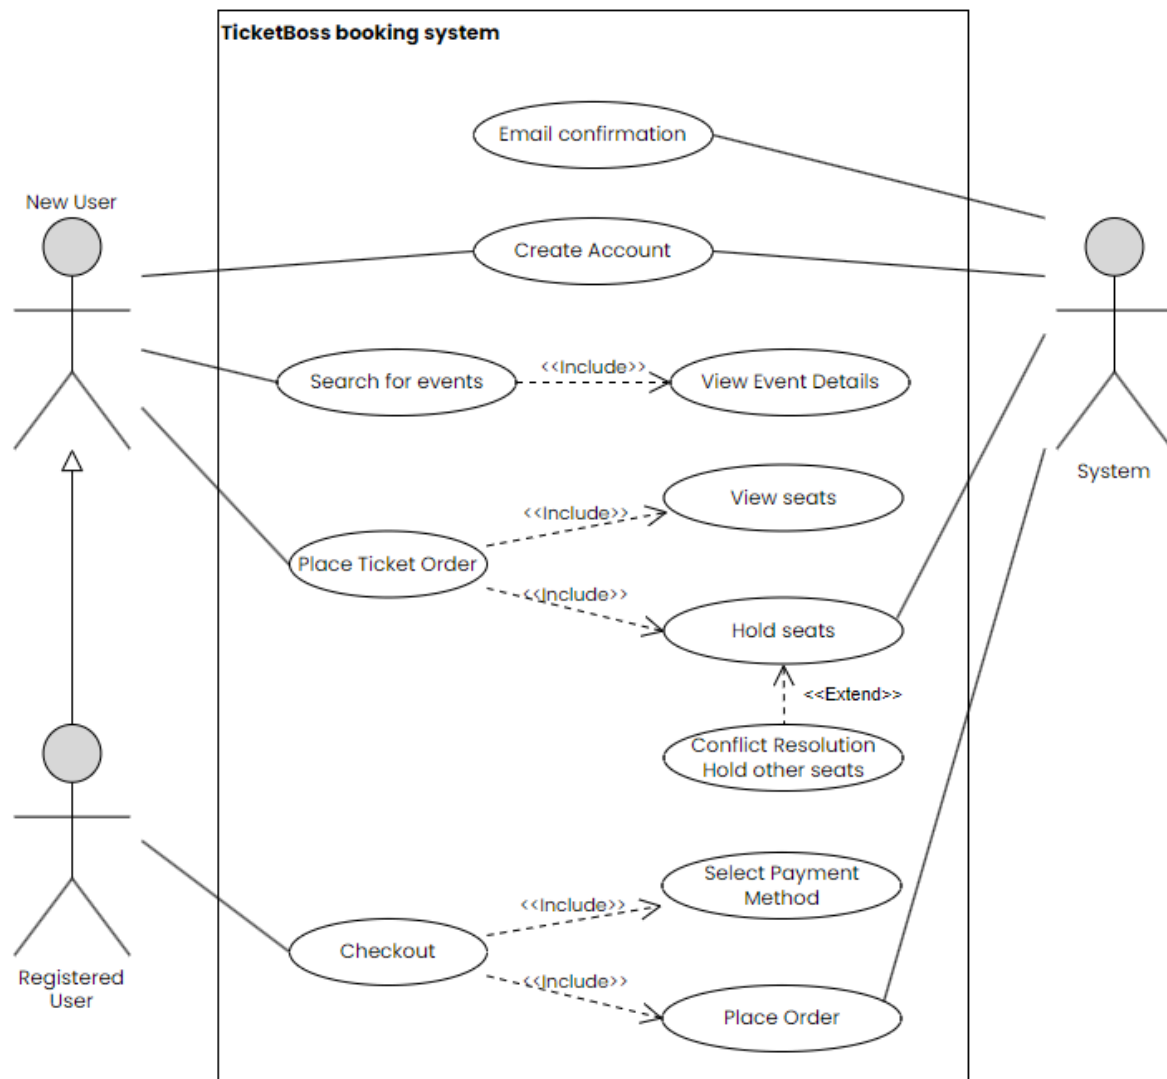 TicketBoss booking system
Email confirmation
New User
Create Account
Search for events
<<Include>>
View Event Details
System
View seats
<<Include>>
Place Ticket Order
<<Include>>
Hold seats
<<Extend>>
Conflict Resolution
Hold other seats
Select Payment
Method
<<Include>>
Checkout
<<Include>>
Registered
User
Place Order